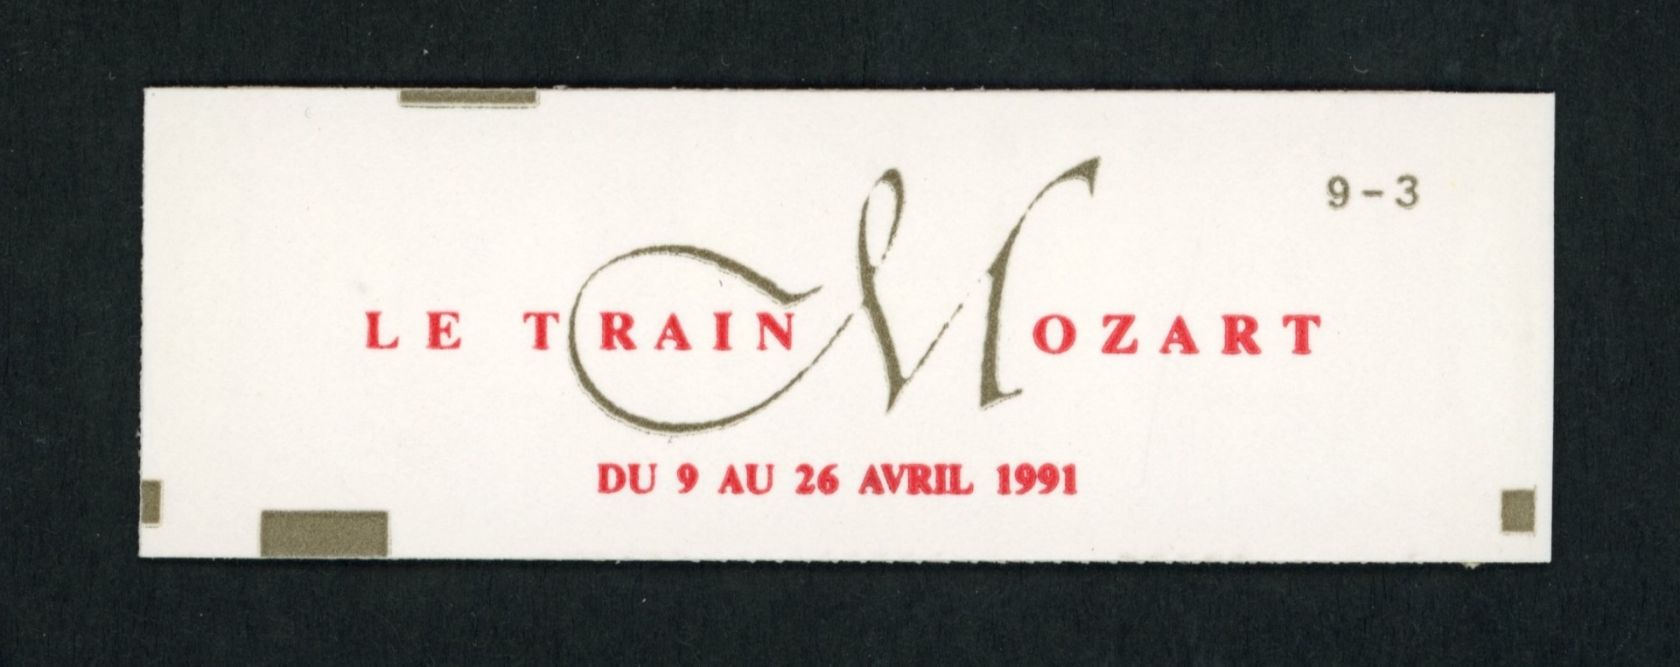 9-3
LE TRAIN MOZART
DU 9 AU 26 AVRIL 1991